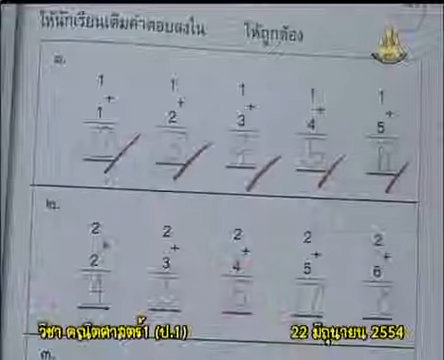 ให้นักเรียนเติมคำตอบลงใน ให้ถูกต้อง
๑.
1 1 1 1 1
+ + + + +
1 2 3 4 5
๒.
2 2 2 2 2
+ + + + +
2 3 4 5 6
4
วิชา คณิตศาสตร์1 (ป.1) 22 มิถุนายน 2554
๓.